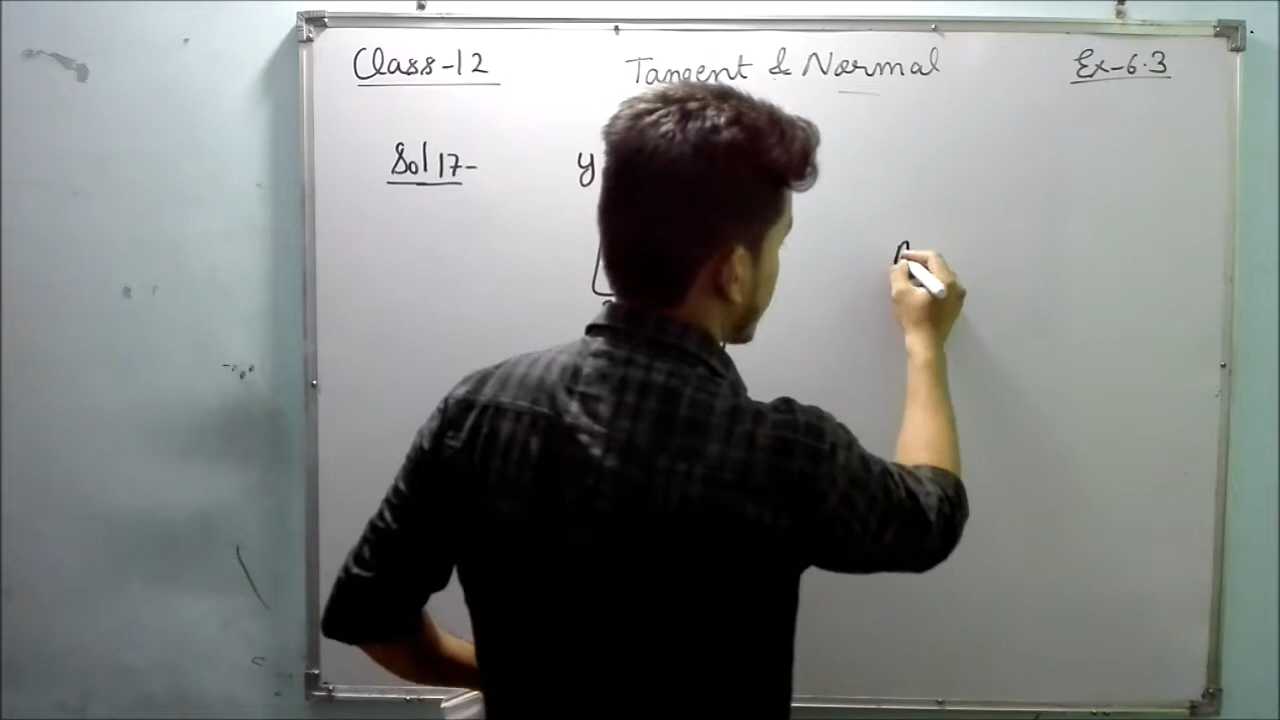 Class-12 Tangent & Normal Ex-6.3
Sol 17- y